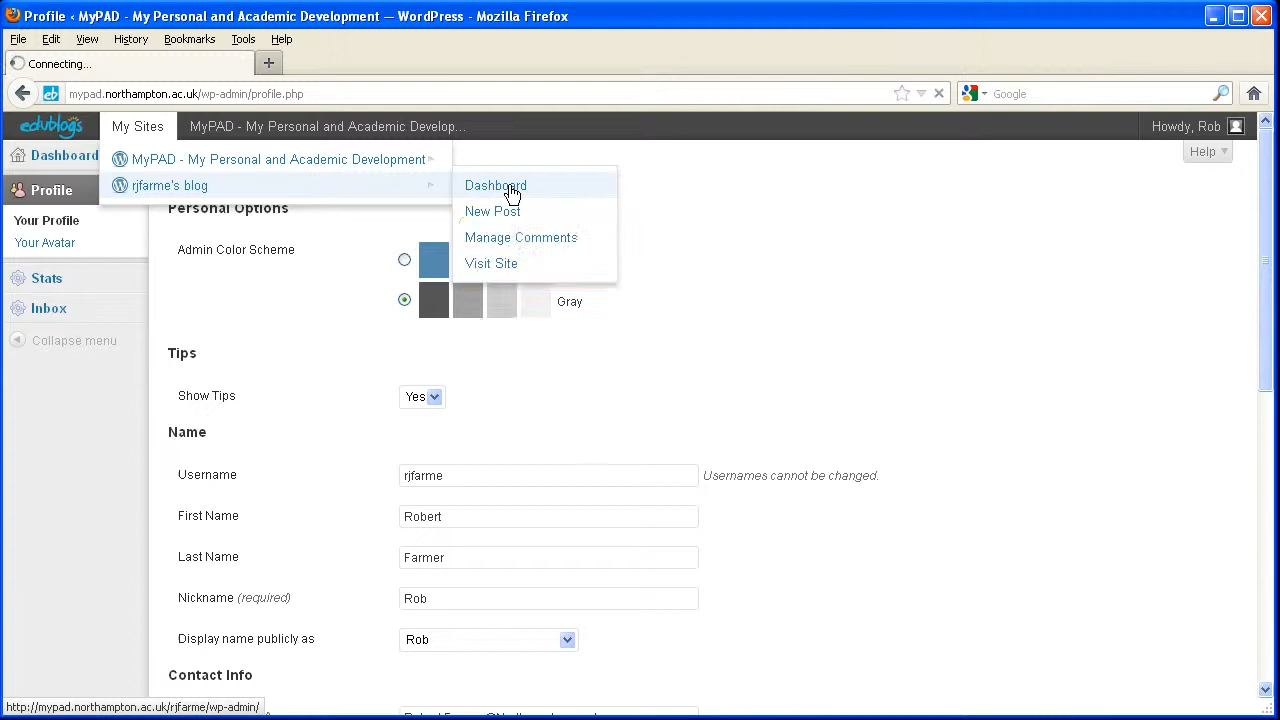 Profile ‹ MyPAD - My Personal and Academic Development — WordPress - Mozilla Firefox
File Edit View History Bookmarks Tools Help
Connecting...
mypad.northampton.ac.uk/wp-admin/profile.php
Google
edublogs
My Sites
MyPAD - My Personal and Academic Develop...
Howdy, Rob
MyPAD - My Personal and Academic Development
rjfarme's blog
Dashboard
New Post
Manage Comments
Visit Site
Help
Dashboard
Profile
Your Profile
Your Avatar
Stats
Inbox
Collapse menu
Personal Options
Admin Color Scheme
Gray
Tips
Show Tips Yes
Name
Username rjfarme Usernames cannot be changed.
First Name Robert
Last Name Farmer
Nickname (required) Rob
Display name publicly as Rob
Contact Info
http://mypad.northampton.ac.uk/rjfarme/wp-admin/